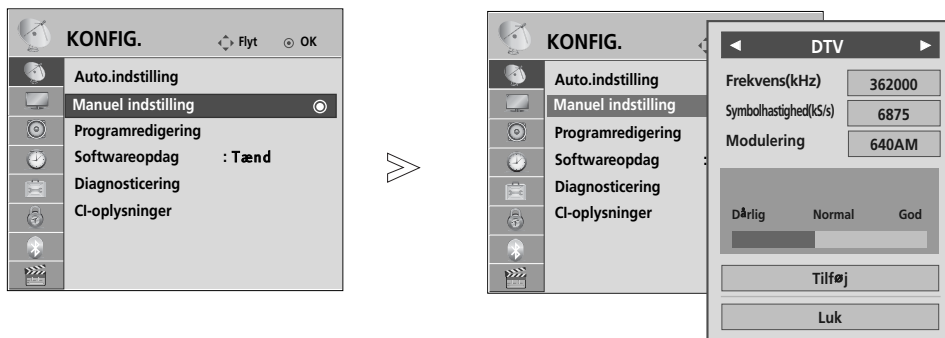 KONFIG. Flyt OK
Auto.indstilling
Manuel indstilling
Programredigering
Softwareopdag : Tænd
Diagnosticering
CI-oplysninger
KONFIG.
Auto.indstilling
Manuel indstilling
Programredigering
Softwareopdag :
Diagnosticering
CI-oplysninger
DTV
Frekvens(kHz) 362000
Symbolhastighed(kS/s) 6875
Modulering 640AM
Dårlig Normal God
Tilføj
Luk